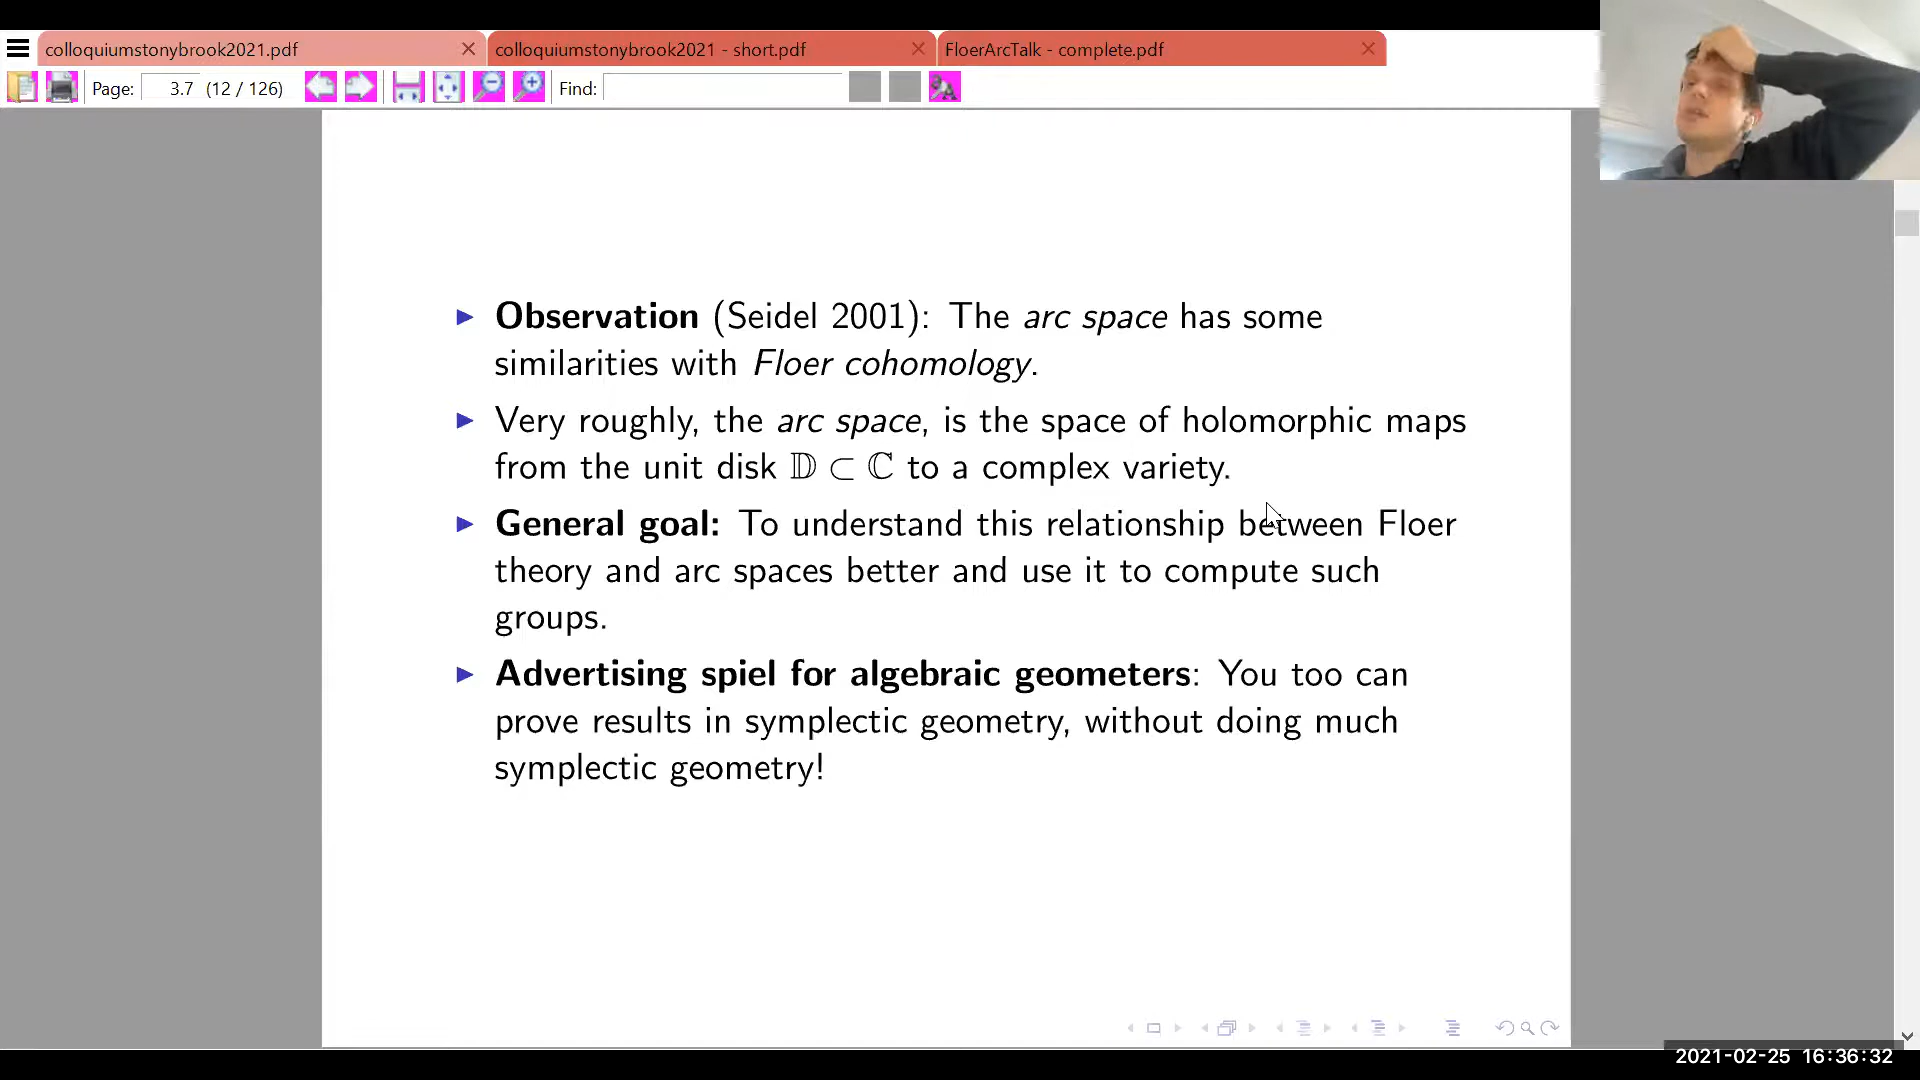 colloquiumstonybrook2021.pdf
colloquiumstonybrook2021 - short.pdf
FloerArcTalk - complete.pdf
Page: 3.7 (12 / 126) Find:
▶ Observation (Seidel 2001): The arc space has some
similarities with Floer cohomology.
▶ Very roughly, the arc space, is the space of holomorphic maps
from the unit disk 𝔻 ⊂ ℂ to a complex variety.
▶ General goal: To understand this relationship between Floer
theory and arc spaces better and use it to compute such
groups.
▶ Advertising spiel for algebraic geometers: You too can
prove results in symplectic geometry, without doing much
symplectic geometry!
2021-02-25 16:36:32